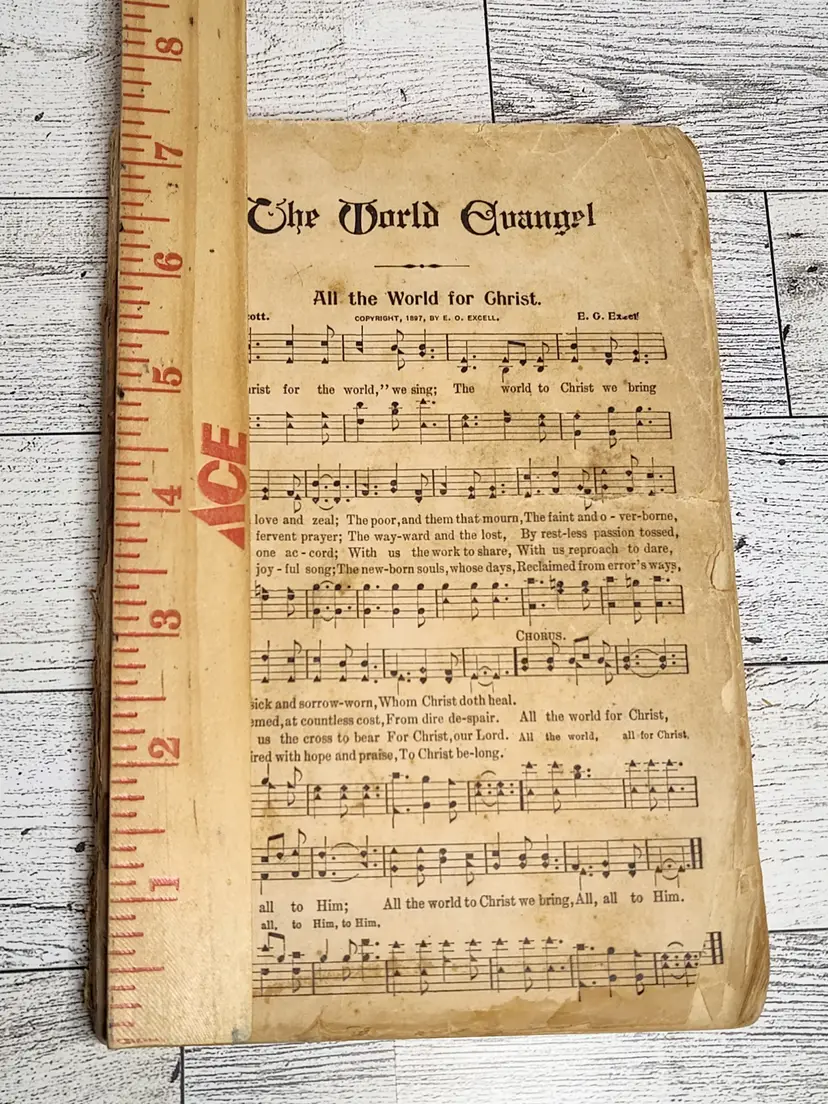 8
7
6
5
4
3
2
1
ACE
The World Evangel
All the World for Christ.
COPYRIGHT, 1897, BY E. O. EXCELL.
E. O. Excell
for the world," we sing; The world to Christ we bring
love and zeal; The poor, and them that mourn, The faint and o - ver-borne,
fervent prayer; The way-ward and the lost, By rest-less passion tossed,
one ac - cord; With us the work to share, With us reproach to dare,
joy - ful song; The new-born souls, whose days, Reclaimed from error's ways,
CHORUS.
sick and sorrow-worn, Whom Christ doth heal.
at countless cost, From dire de-spair. All the world for Christ,
us the cross to bear For Christ, our Lord. All the world, all for Christ,
with hope and praise, To Christ be-long.
all to Him; All the world to Christ we bring, All, all to Him.
all, to Him, to Him,